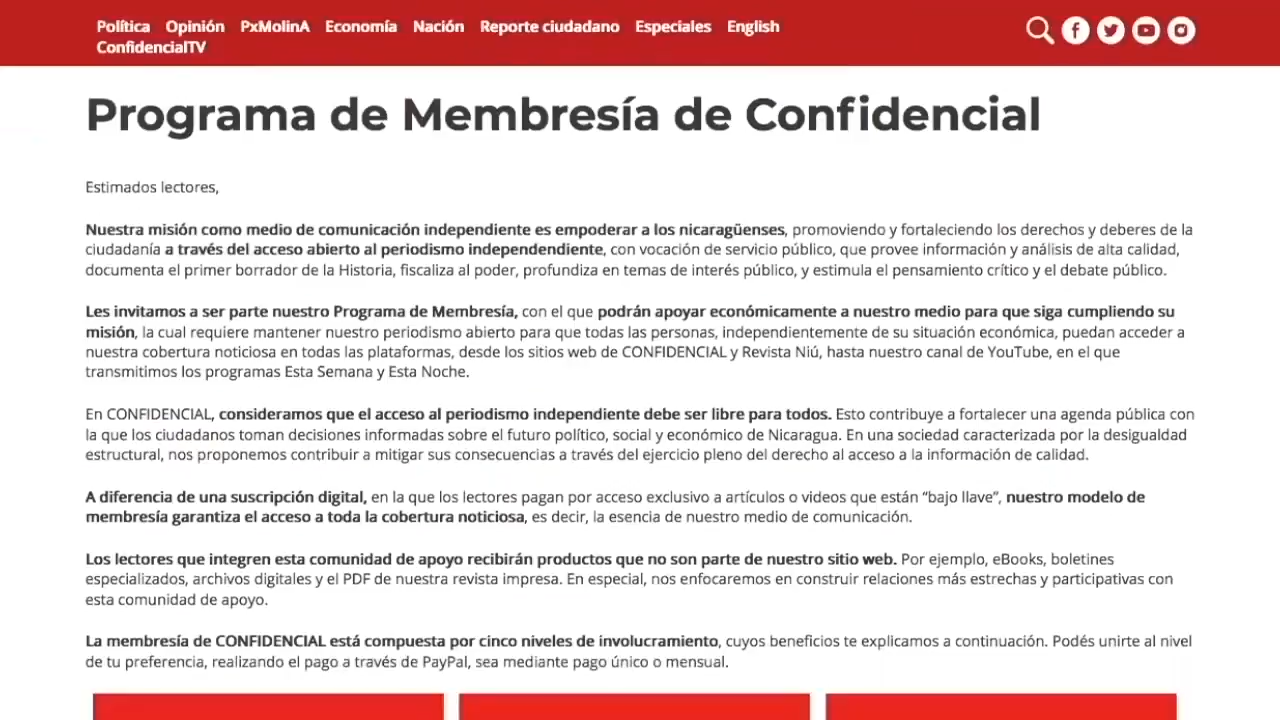 Política Opinión PxMolinA Economía Nación Reporte ciudadano Especiales English
ConfidencialTV
Programa de Membresía de Confidencial
Estimados lectores,
Nuestra misión como medio de comunicación independiente es empoderar a los nicaragüenses, promoviendo y fortaleciendo los derechos y deberes de la
ciudadanía a través del acceso abierto al periodismo independendiente, con vocación de servicio público, que provee información y análisis de alta calidad,
documenta el primer borrador de la Historia, fiscaliza al poder, profundiza en temas de interés público, y estimula el pensamiento crítico y el debate público.
Les invitamos a ser parte nuestro Programa de Membresía, con el que podrán apoyar económicamente a nuestro medio para que siga cumpliendo su
misión, la cual requiere mantener nuestro periodismo abierto para que todas las personas, independientemente de su situación económica, puedan acceder a
nuestra cobertura noticiosa en todas las plataformas, desde los sitios web de CONFIDENCIAL y Revista Niú, hasta nuestro canal de YouTube, en el que
transmitimos los programas Esta Semana y Esta Noche.
En CONFIDENCIAL, consideramos que el acceso al periodismo independiente debe ser libre para todos. Esto contribuye a fortalecer una agenda pública con
la que los ciudadanos toman decisiones informadas sobre el futuro político, social y económico de Nicaragua. En una sociedad caracterizada por la desigualdad
estructural, nos proponemos contribuir a mitigar sus consecuencias a través del ejercicio pleno del derecho al acceso a la información de calidad.
A diferencia de una suscripción digital, en la que los lectores pagan por acceso exclusivo a artículos o videos que están “bajo llave”, nuestro modelo de
membresía garantiza el acceso a toda la cobertura noticiosa, es decir, la esencia de nuestro medio de comunicación.
Los lectores que integren esta comunidad de apoyo recibirán productos que no son parte de nuestro sitio web. Por ejemplo, eBooks, boletines
especializados, archivos digitales y el PDF de nuestra revista impresa. En especial, nos enfocaremos en construir relaciones más estrechas y participativas con
esta comunidad de apoyo.
La membresía de CONFIDENCIAL está compuesta por cinco niveles de involucramiento, cuyos beneficios te explicamos a continuación. Podés unirte al nivel
de tu preferencia, realizando el pago a través de PayPal, sea mediante pago único o mensual.